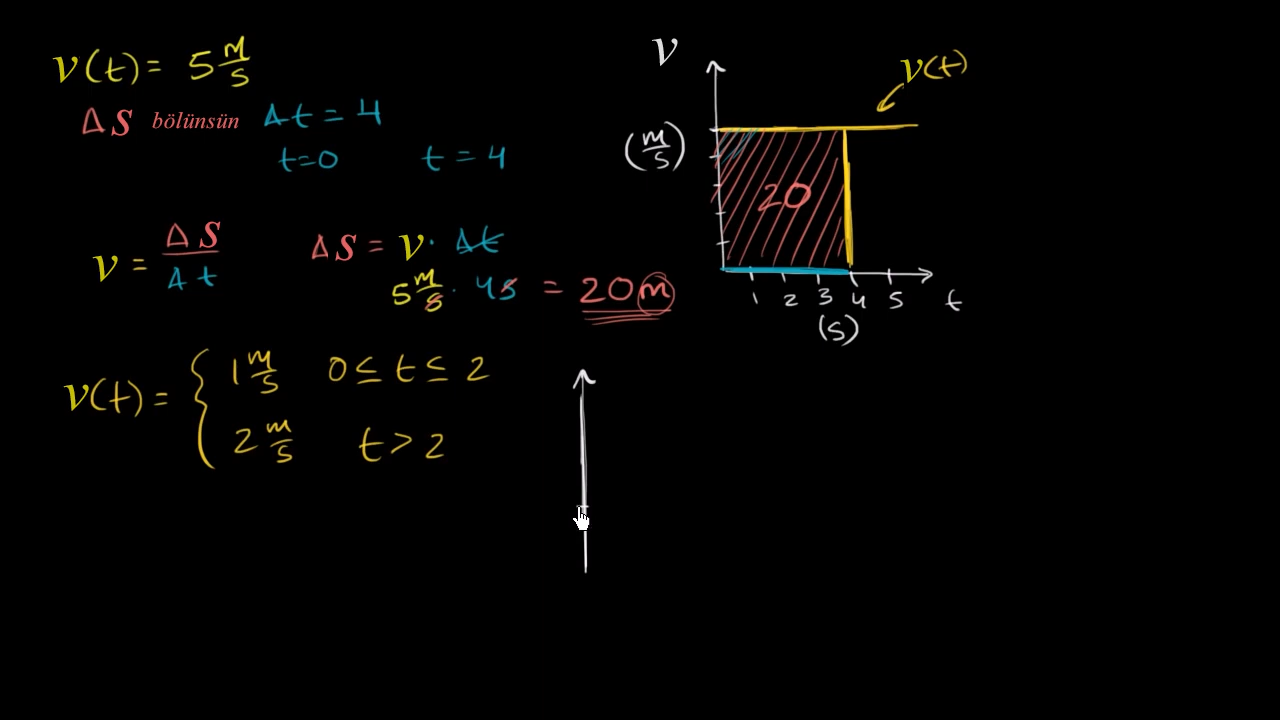 v(t) = 5 m/s
Δs bölünsün Δt = 4
t=0 t = 4
v = Δs/Δt Δs = v · Δt
5 m/s · 4s = 20 m
v(t) = { 1 m/s 0 ≤ t ≤ 2
2 m/s t > 2
v
v(t)
(m/s)
20
1 2 3 4 5 t
(s)